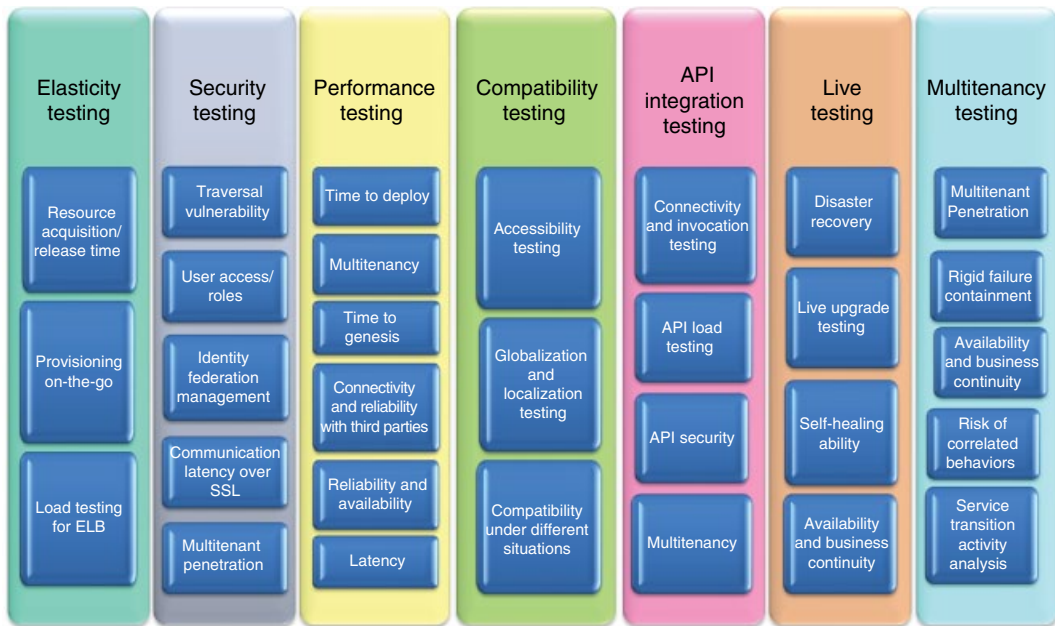 Elasticity
testing
Resource
acquisition/
release time
Provisioning
on-the-go
Load testing
for ELB
Security
testing
Traversal
vulnerability
User access/
roles
Identity
federation
management
Communication
latency over
SSL
Multitenant
penetration
Performance
testing
Time to deploy
Multitenancy
Time to
genesis
Connectivity
and reliability
with third parties
Reliability and
availability
Latency
Compatibility
testing
Accessibility
testing
Globalization
and
localization
testing
Compatibility
under different
situations
API
integration
testing
Connectivity
and invocation
testing
API load
testing
API security
Multitenancy
Live
testing
Disaster
recovery
Live upgrade
testing
Self-healing
ability
Availability
and business
continuity
Multitenancy
testing
Multitenant
Penetration
Rigid failure
containment
Availability
and business
continuity
Risk of
correlated
behaviors
Service
transition
activity
analysis